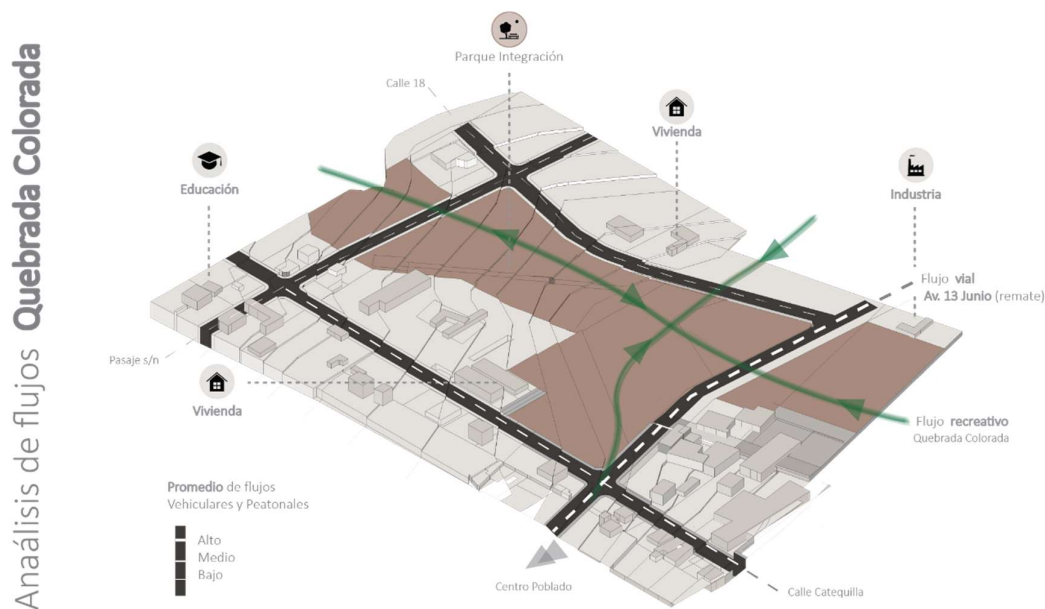 Anaálisis de flujos Quebrada Colorada
Parque Integración
Calle 18
Vivienda
Educación
Industria
Flujo vial
Av. 13 Junio (remate)
Pasaje s/n
Vivienda
Flujo recreativo
Quebrada Colorada
Promedio de flujos
Vehiculares y Peatonales
Alto
Medio
Bajo
Centro Poblado
Calle Catequilla